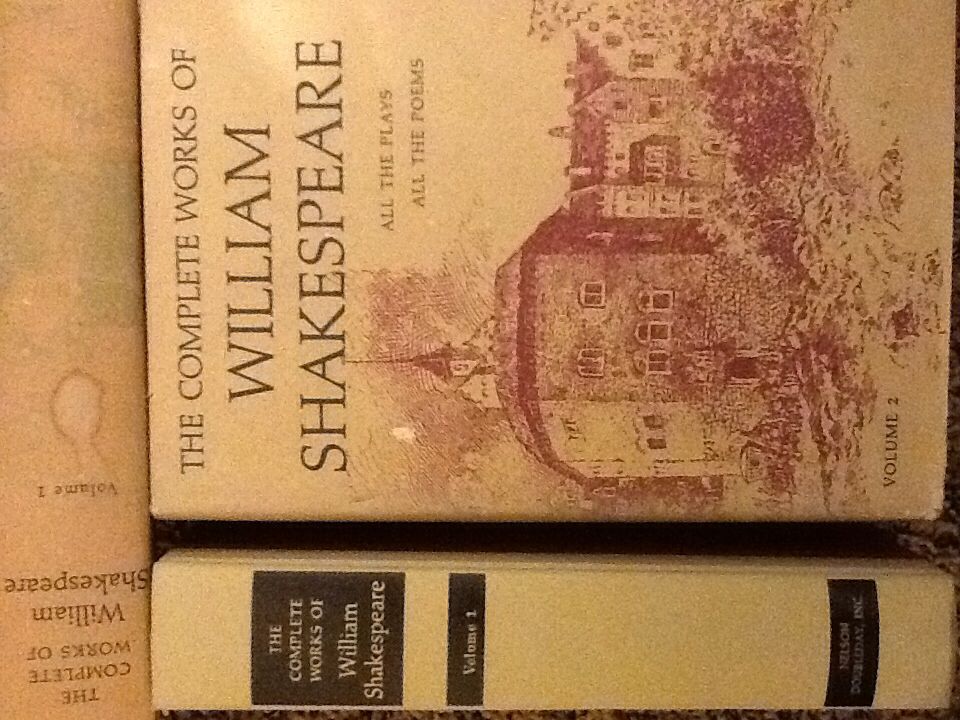 THE COMPLETE WORKS OF
WILLIAM
SHAKESPEARE
ALL THE PLAYS
ALL THE POEMS
VOLUME 2
THE
COMPLETE
WORKS OF
William
Shakespeare
Volume 1
NELSON
DOUBLEDAY, INC.
THE
COMPLETE
WORKS OF
William
Shakespeare
Volume 1